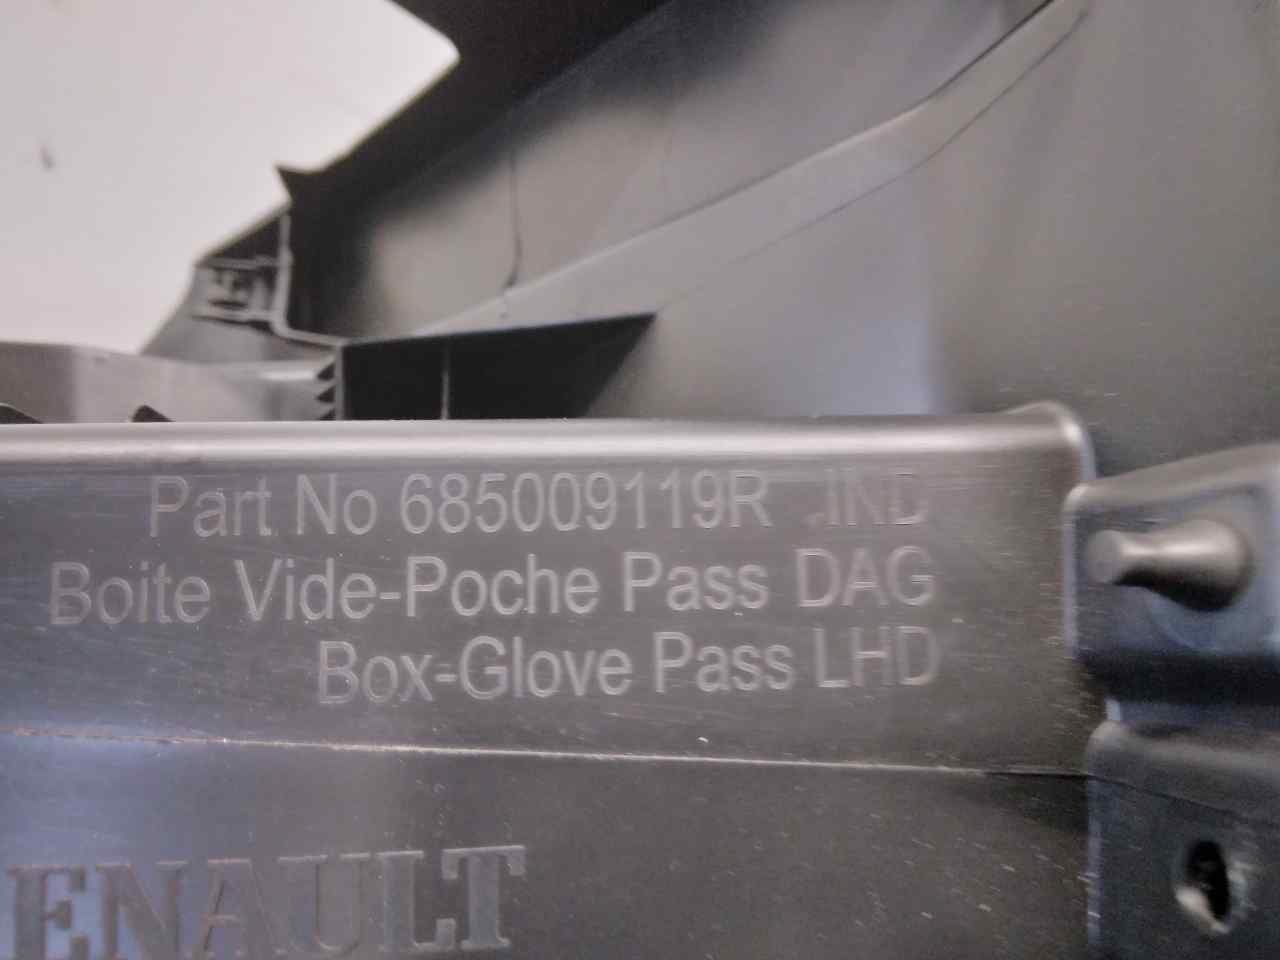 Part No 685009119R IND
Boite Vide-Poche Pass DAG
Box-Glove Pass LHD
ENAULT